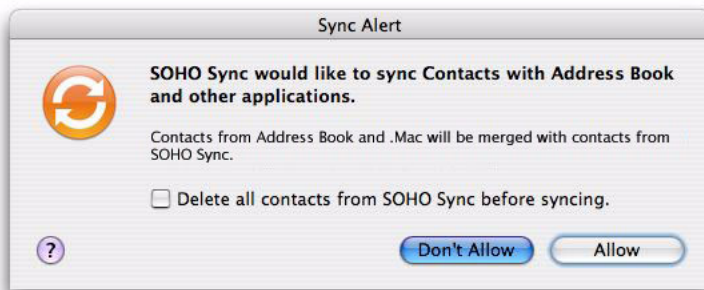 Sync Alert
SOHO Sync would like to sync Contacts with Address Book
and other applications.
Contacts from Address Book and .Mac will be merged with contacts from
SOHO Sync.
Delete all contacts from SOHO Sync before syncing.
?
Don't Allow
Allow